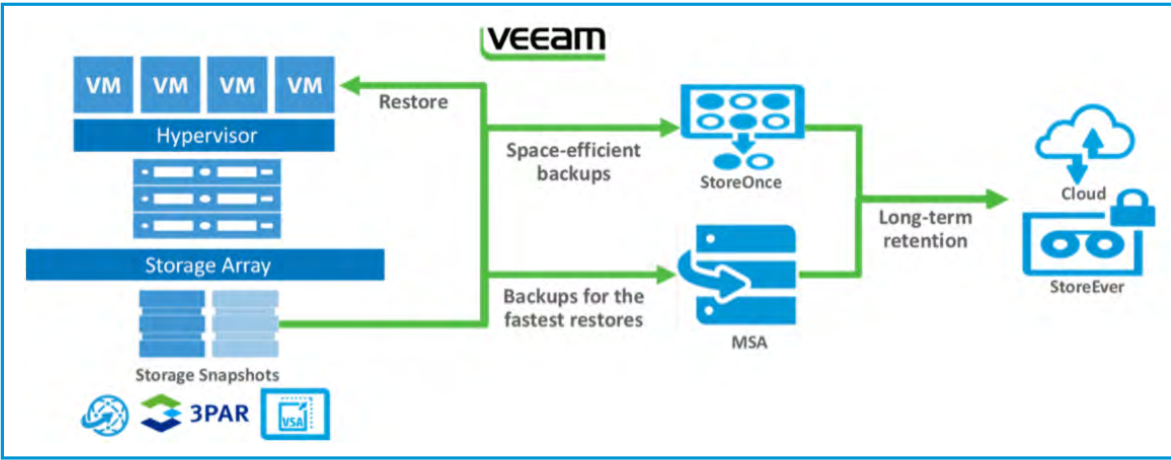 veeam
VM VM VM VM
Hypervisor
Storage Array
Storage Snapshots
3PAR
VSA
Restore
Space-efficient
backups
Backups for the
fastest restores
StoreOnce
MSA
Long-term
retention
Cloud
StoreEver